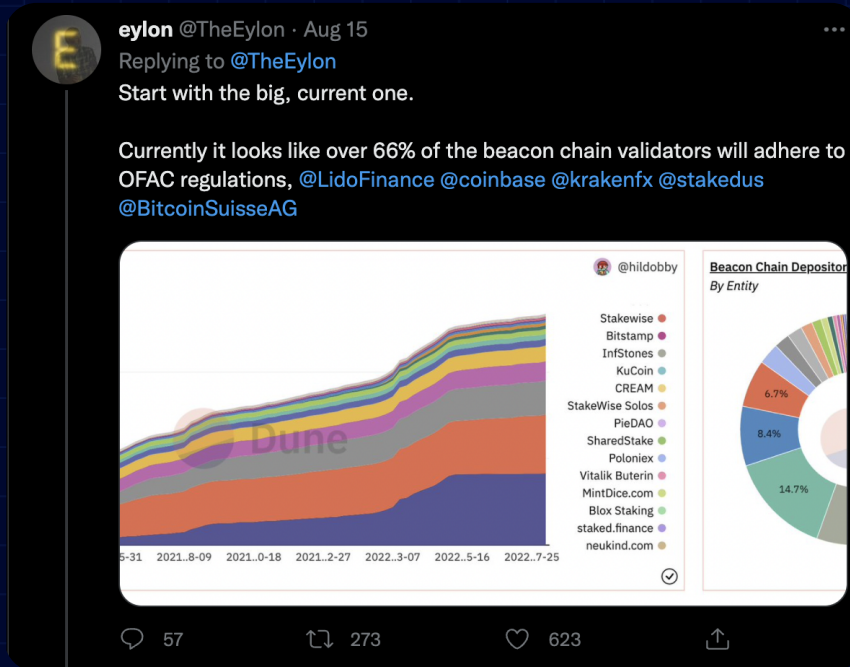 eylon @TheEylon · Aug 15
Replying to @TheEylon
Start with the big, current one.
Currently it looks like over 66% of the beacon chain validators will adhere to
OFAC regulations, @LidoFinance @coinbase @krakenfx @stakedus
@BitcoinSuisseAG
@hildobby
Stakewise
Bitstamp
InfStones
KuCoin
CREAM
StakeWise Solos
PieDAO
SharedStake
Poloniex
Vitalik Buterin
MintDice.com
Blox Staking
staked.finance
neukind.com
Dune
5-31 2021..8-09 2021..0-18 2021..2-27 2022..3-07 2022..5-16 2022..7-25
Beacon Chain Depositor
By Entity
6.7%
8.4%
14.7%
57 273 623